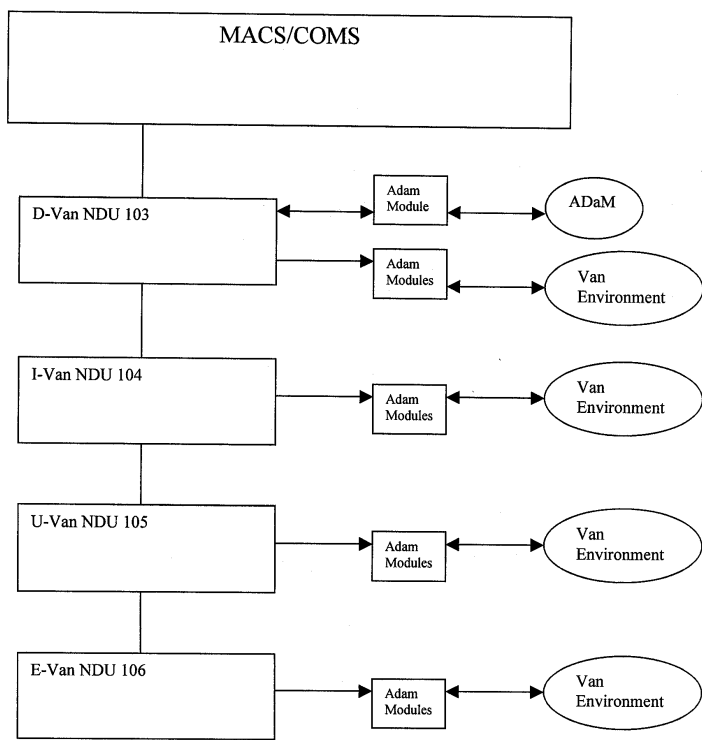 MACS/COMS
D-Van NDU 103
Adam
Module
ADaM
Adam
Modules
Van
Environment
I-Van NDU 104
Adam
Modules
Van
Environment
U-Van NDU 105
Adam
Modules
Van
Environment
E-Van NDU 106
Adam
Modules
Van
Environment